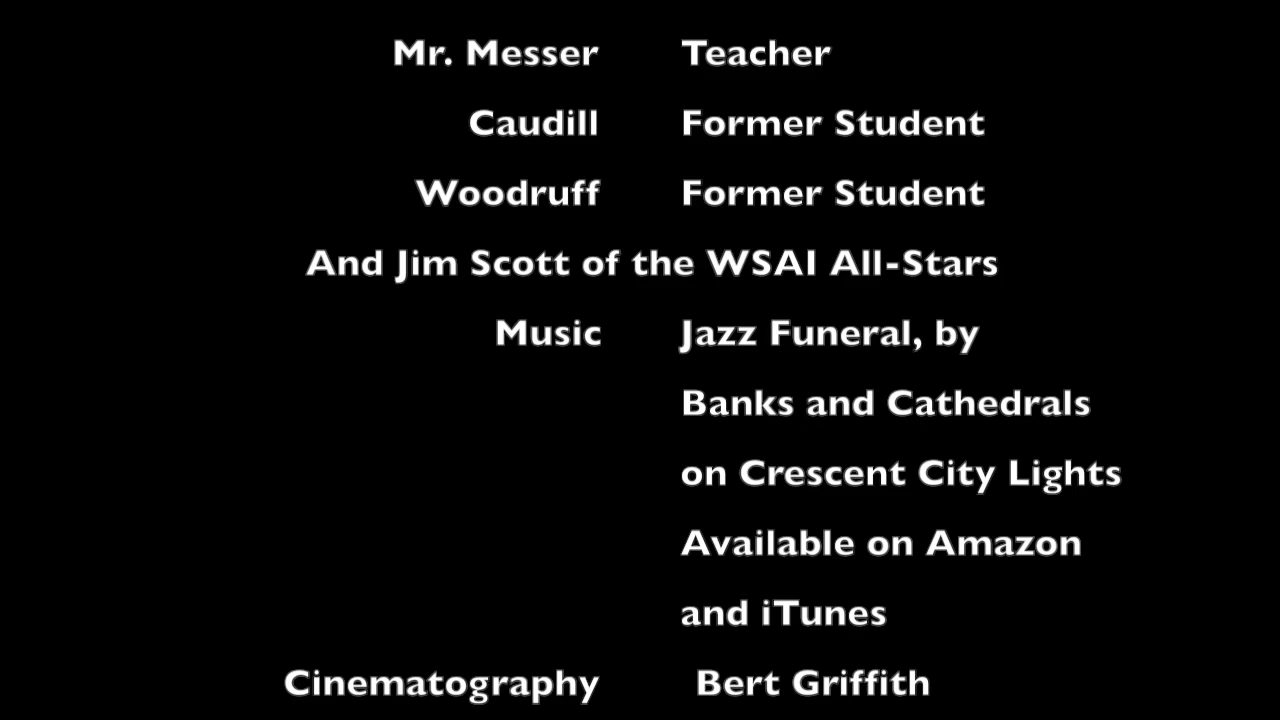 Mr. Messer Teacher
Caudill Former Student
Woodruff Former Student
And Jim Scott of the WSAI All-Stars
Music Jazz Funeral, by
Banks and Cathedrals
on Crescent City Lights
Available on Amazon
and iTunes
Cinematography Bert Griffith